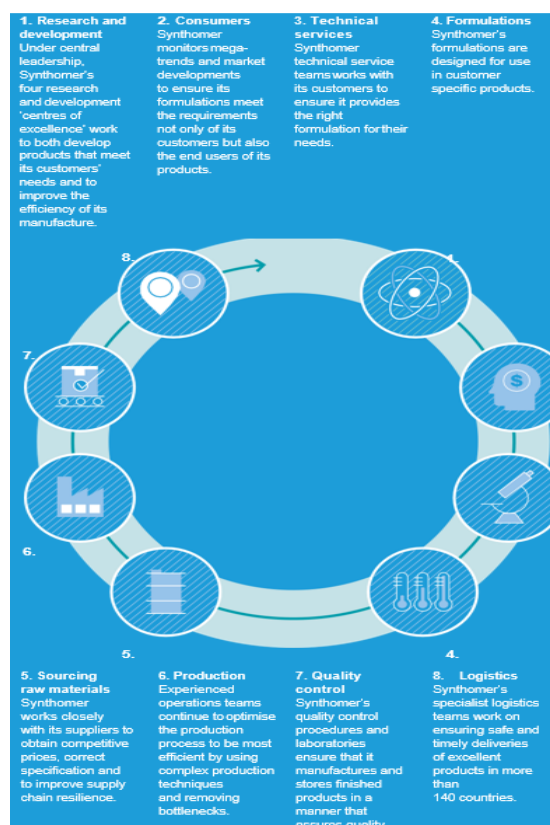 1. Research and
development
Under central
leadership,
Synthomer's
four research
and development
'centres of
excellence' work
to both develop
products that meet
its customers'
needs and to
improve the
efficiency of its
manufacture.
2. Consumers
Synthomer
monitors mega-
trends and market
developments
to ensure its
formulations meet
the requirements
not only of its
customers but also
the end users of its
products.
3. Technical
services
Synthomer
technical service
teams works with
its customers to
ensure it provides
the right
formulation for their
needs.
4. Formulations
Synthomer's
formulations are
designed for use
in customer
specific products.
8.
7.
S
6.
5.
4.
5. Sourcing
raw materials
Synthomer
works closely
with its suppliers to
obtain competitive
prices, correct
specification and
to improve supply
chain resilience.
6. Production
Experienced
operations teams
continue to optimise
the production
process to be most
efficient by using
complex production
techniques
and removing
bottlenecks.
7. Quality
control
Synthomer's
quality control
procedures and
laboratories
ensure that it
manufactures and
stores finished
products in a
manner that
assures quality
8. Logistics
Synthomer's
specialist logistics
teams work on
ensuring safe and
timely deliveries
of excellent
products in more
than
140 countries.